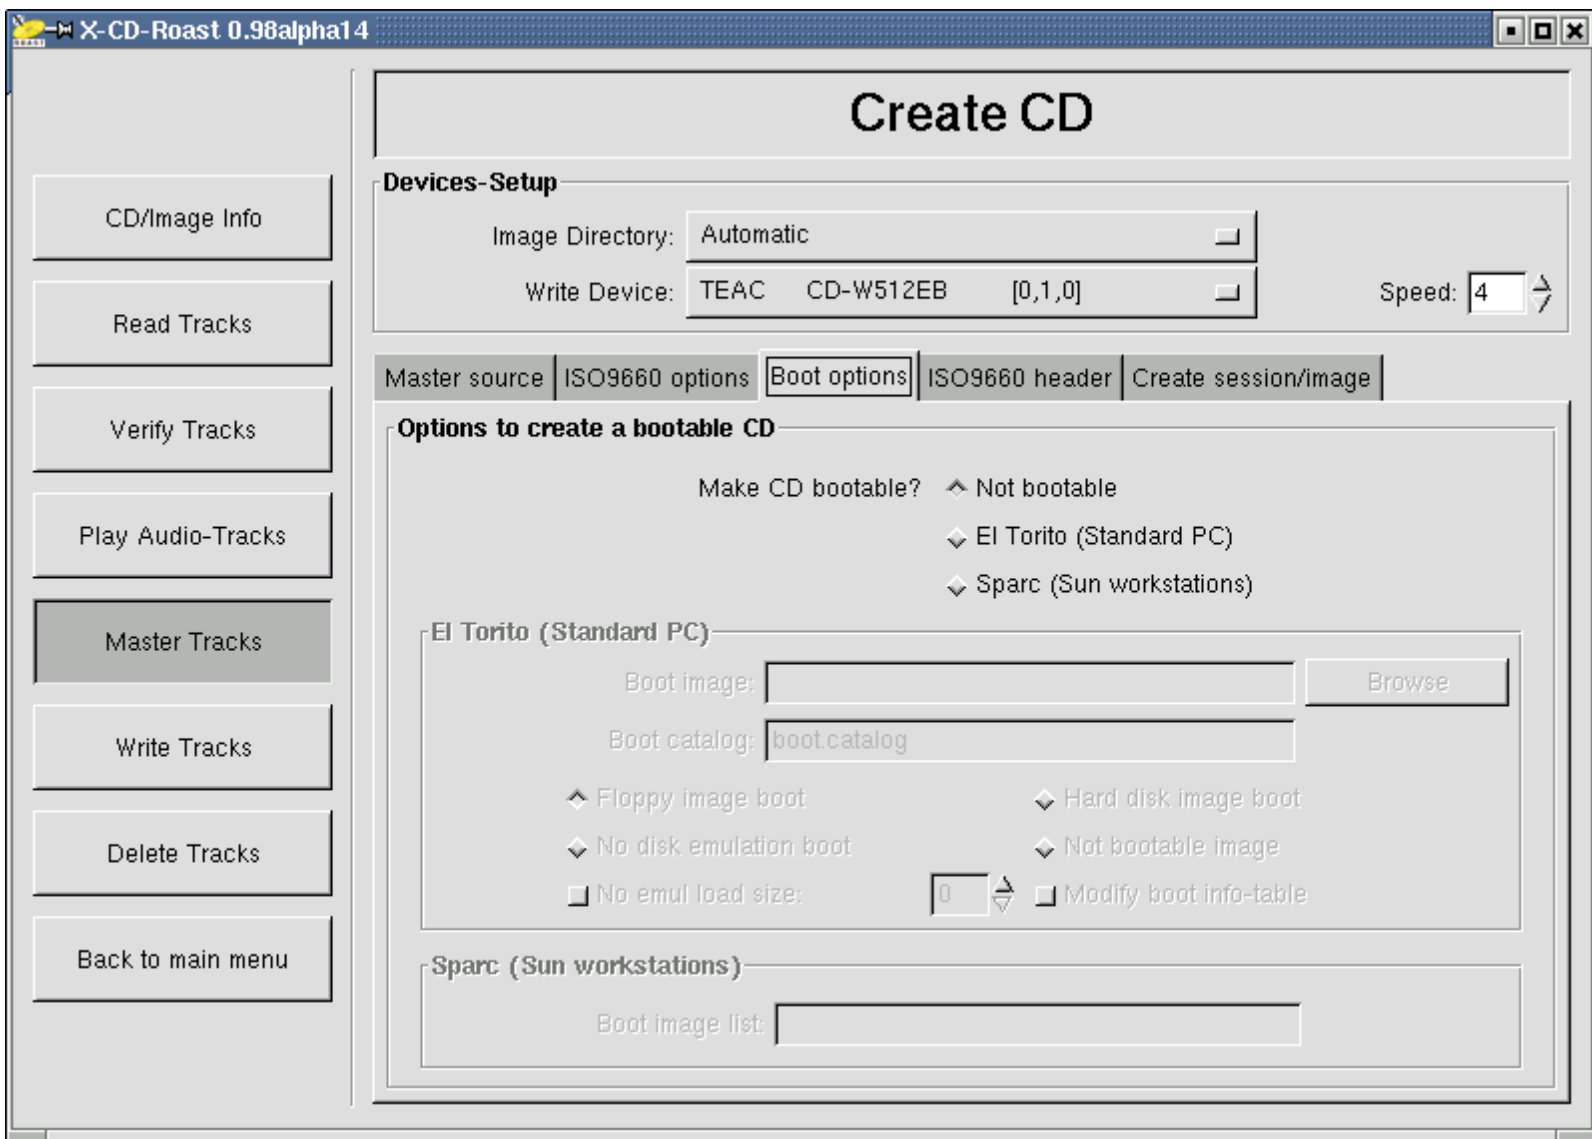 X-CD-Roast 0.98alpha14
Create CD
CD/Image Info
Read Tracks
Verify Tracks
Play Audio-Tracks
Master Tracks
Write Tracks
Delete Tracks
Back to main menu
Devices-Setup
Image Directory: Automatic
Write Device: TEAC CD-W512EB [0,1,0] Speed: 4
Master source ISO9660 options Boot options ISO9660 header Create session/image
Options to create a bootable CD
Make CD bootable? Not bootable
El Torito (Standard PC)
Sparc (Sun workstations)
El Torito (Standard PC)
Boot image: Browse
Boot catalog: boot.catalog
Floppy image boot Hard disk image boot
No disk emulation boot Not bootable image
No emul load size: 0 Modify boot info-table
Sparc (Sun workstations)
Boot image list: